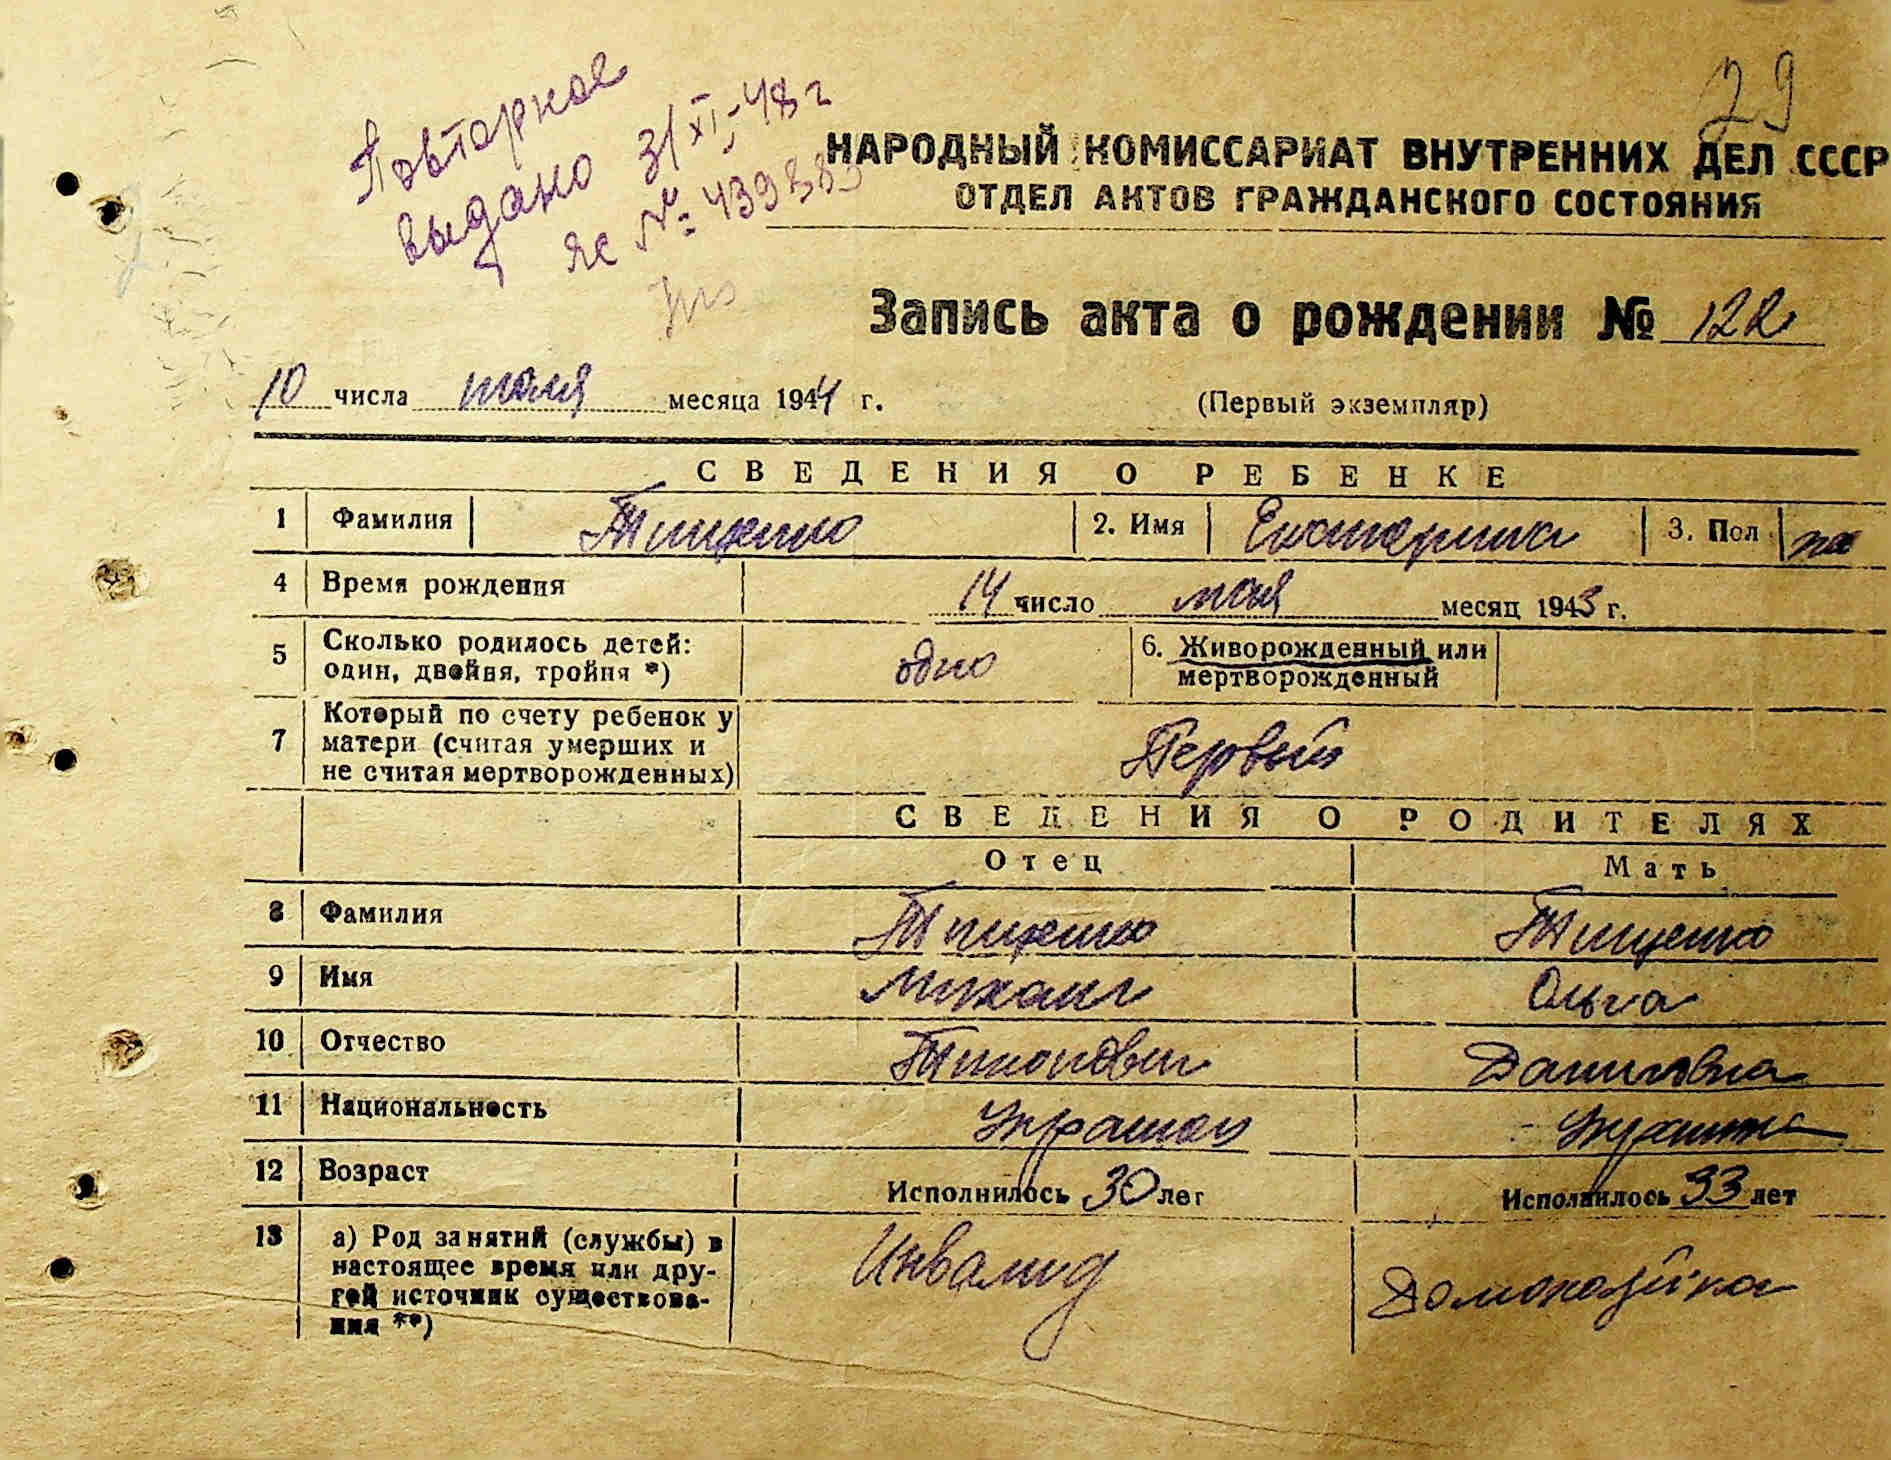 29
Повторное
выдано 31/XI-48 г
яс № 439883
НАРОДНЫЙ КОМИССАРИАТ ВНУТРЕННИХ ДЕЛ СССР
ОТДЕЛ АКТОВ ГРАЖДАНСКОГО СОСТОЯНИЯ
Запись акта о рождении № 122
10 числа июля месяца 1944 г. (Первый экземпляр)
СВЕДЕНИЯ О РЕБЕНКЕ
1 Фамилия Тищенко 2. Имя Екатерина 3. Пол
4 Время рождения 14 число мая месяц 1943 г.
5 Сколько родилось детей: один, двойня, тройня *) одно 6. Живорожденный или мертворожденный
7 Который по счету ребенок у матери (считая умерших и не считая мертворожденных) Первый
СВЕДЕНИЯ О РОДИТЕЛЯХ
Отец Мать
8 Фамилия Тищенко Тищенко
9 Имя Михаил Ольга
10 Отчество Тихонович Даниловна
11 Национальность Украинец Украинка
12 Возраст Исполнилось 30 лет Исполнилось 33 лет
13 а) Род занятий (службы) в настоящее время или другой источник существования **) Инвалид Домохозяйка